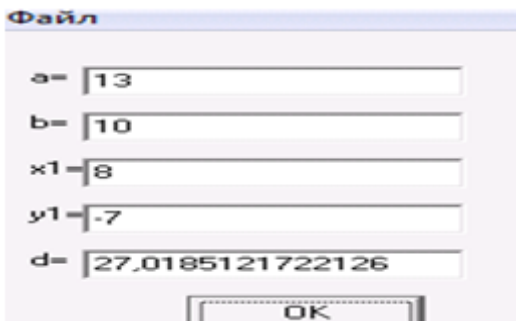 Файл
a= 13
b= 10
x1= 8
y1= -7
d= 27,0185121722126
OK